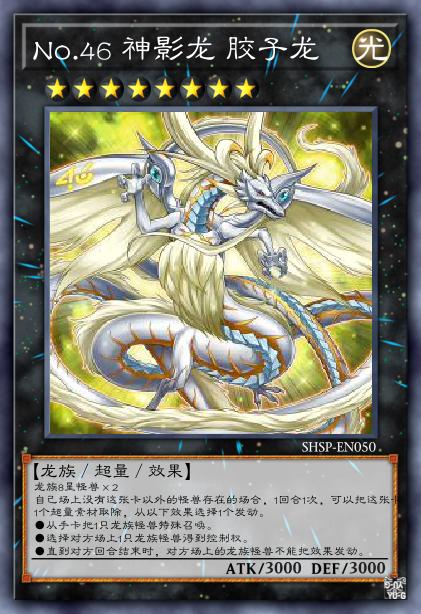 No.46 神影龙 胶子龙
光
46
SHSP-EN050
【龙族／超量／效果】
龙族8星怪兽×2
自己场上没有这张卡以外的怪兽存在的场合，1回合1次，可以把这张卡
1个超量素材取除，从以下效果选择1个发动。
●从手卡把1只龙族怪兽特殊召唤。
●选择对方场上1只龙族怪兽得到控制权。
●直到对方回合结束时，对方场上的龙族怪兽不能把效果发动。
ATK/3000 DEF/3000